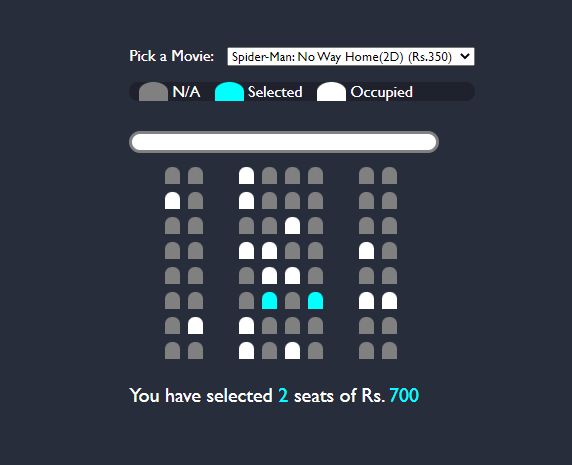 Pick a Movie: Spider-Man: No Way Home(2D) (Rs.350)
N/A Selected Occupied
You have selected 2 seats of Rs. 700